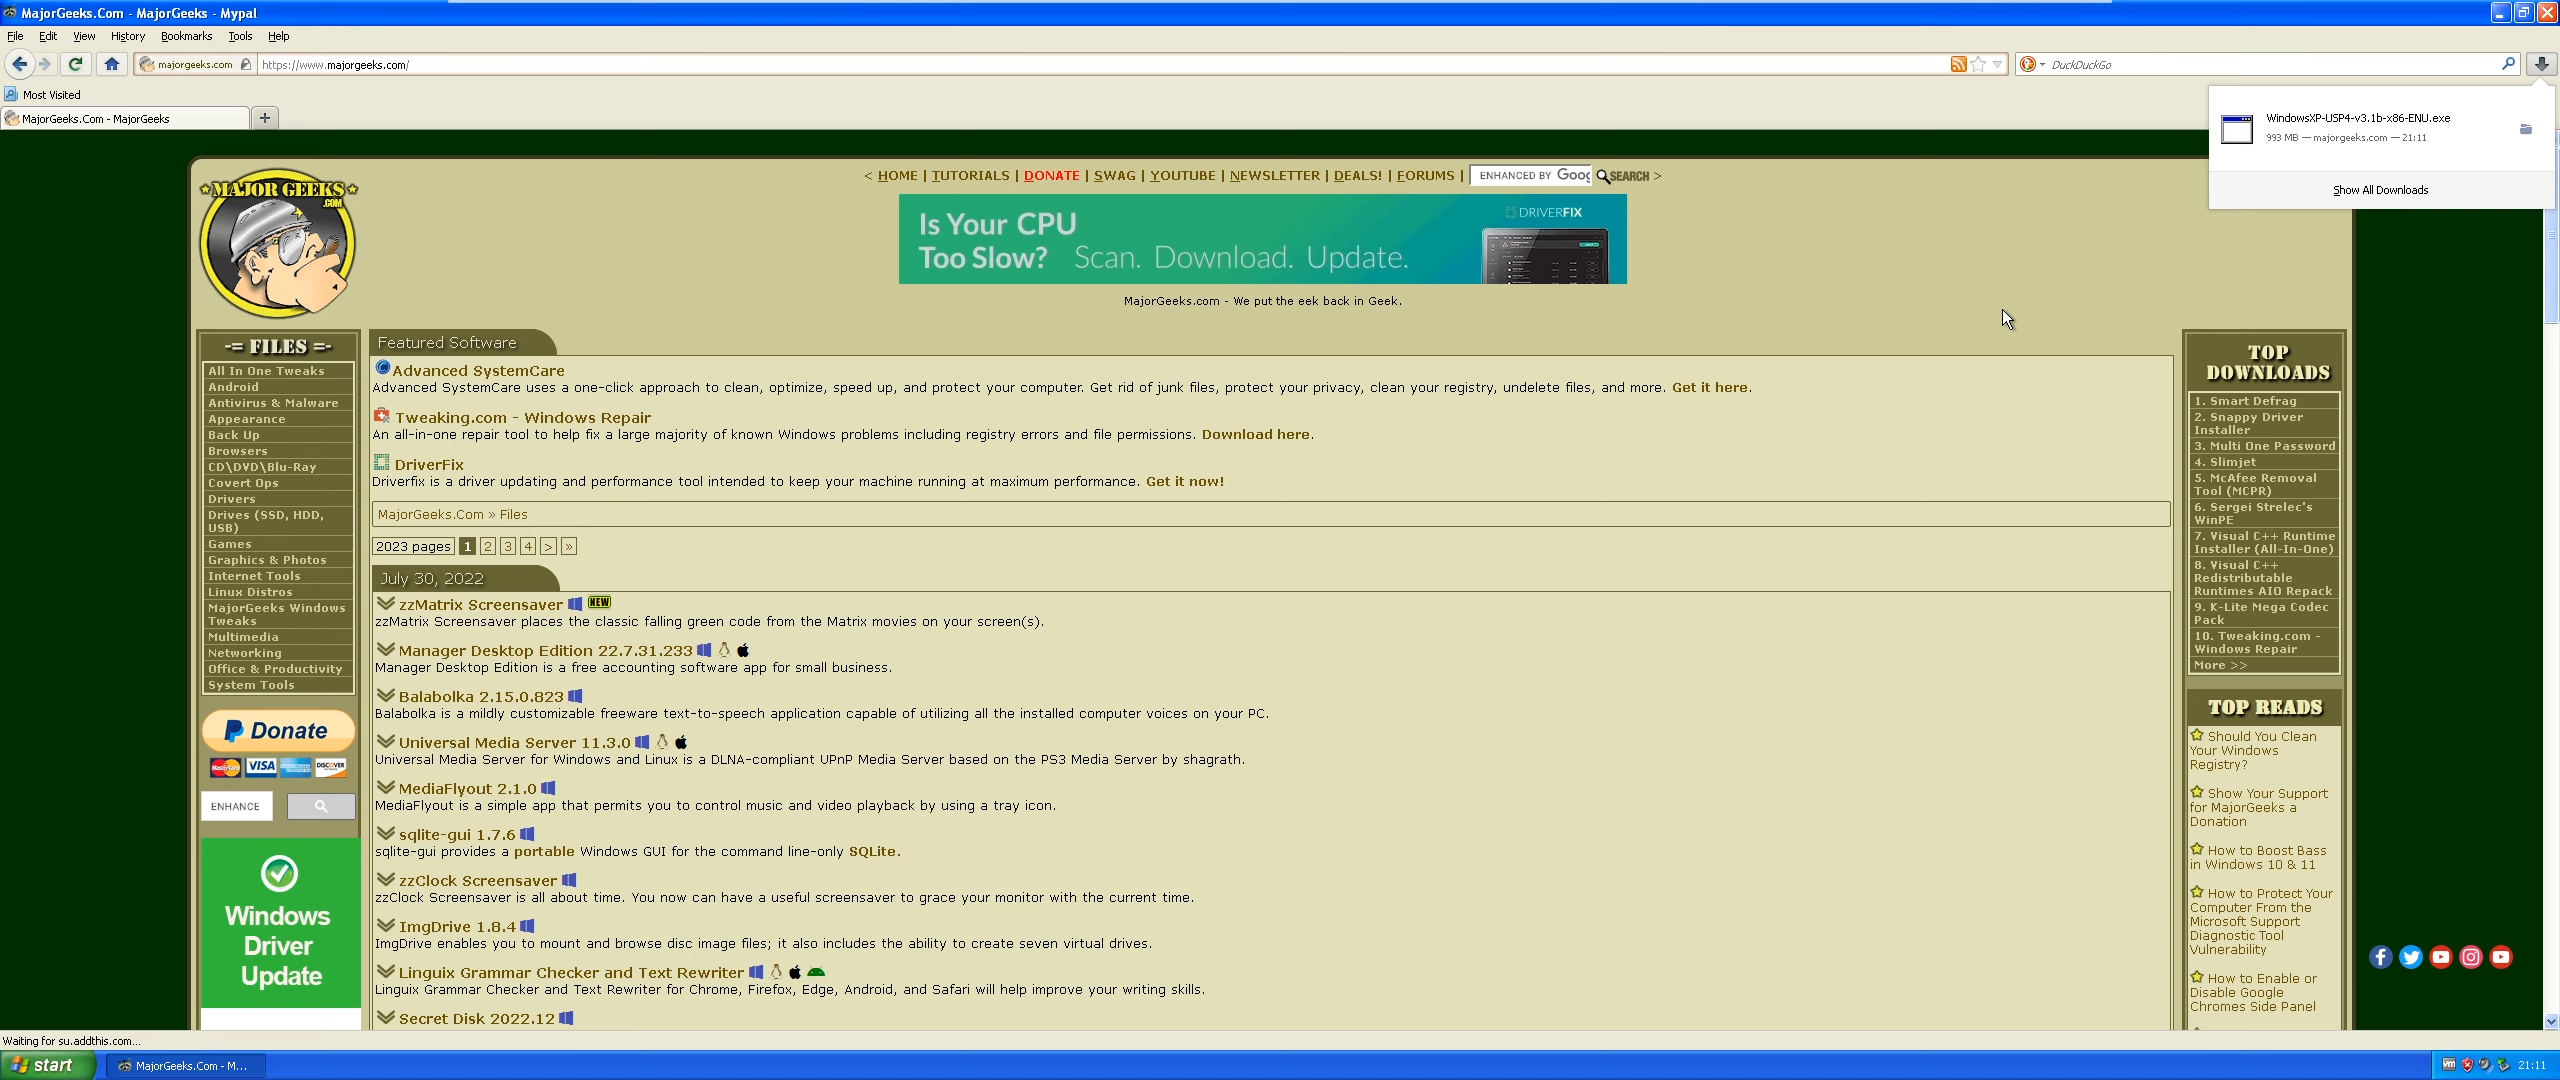 MajorGeeks.Com - MajorGeeks - Mypal
File Edit View History Bookmarks Tools Help
majorgeeks.com https://www.majorgeeks.com/
DuckDuckGo
Most Visited
MajorGeeks.Com - MajorGeeks
WindowsXP-USP4-v3.1b-x86-ENU.exe
993 MB — majorgeeks.com — 21:11
Show All Downloads
MAJOR GEEKS
.COM
< HOME | TUTORIALS | DONATE | SWAG | YOUTUBE | NEWSLETTER | DEALS! | FORUMS | ENHANCED BY Goog SEARCH >
Is Your CPU
Too Slow? Scan. Download. Update.
DRIVERFIX
MajorGeeks.com - We put the eek back in Geek.
-= FILES =-
All In One Tweaks
Android
Antivirus & Malware
Appearance
Back Up
Browsers
CD\DVD\Blu-Ray
Covert Ops
Drivers
Drives (SSD, HDD,
USB)
Games
Graphics & Photos
Internet Tools
Linux Distros
MajorGeeks Windows
Tweaks
Multimedia
Networking
Office & Productivity
System Tools
Donate
MasterCard VISA DISCOVER
ENHANCE
Windows
Driver
Update
Featured Software
Advanced SystemCare
Advanced SystemCare uses a one-click approach to clean, optimize, speed up, and protect your computer. Get rid of junk files, protect your privacy, clean your registry, undelete files, and more. Get it here.
Tweaking.com - Windows Repair
An all-in-one repair tool to help fix a large majority of known Windows problems including registry errors and file permissions. Download here.
DriverFix
Driverfix is a driver updating and performance tool intended to keep your machine running at maximum performance. Get it now!
MajorGeeks.Com » Files
2023 pages 1 2 3 4 > »
July 30, 2022
zzMatrix Screensaver NEW
zzMatrix Screensaver places the classic falling green code from the Matrix movies on your screen(s).
Manager Desktop Edition 22.7.31.233
Manager Desktop Edition is a free accounting software app for small business.
Balabolka 2.15.0.823
Balabolka is a mildly customizable freeware text-to-speech application capable of utilizing all the installed computer voices on your PC.
Universal Media Server 11.3.0
Universal Media Server for Windows and Linux is a DLNA-compliant UPnP Media Server based on the PS3 Media Server by shagrath.
MediaFlyout 2.1.0
MediaFlyout is a simple app that permits you to control music and video playback by using a tray icon.
sqlite-gui 1.7.6
sqlite-gui provides a portable Windows GUI for the command line-only SQLite.
zzClock Screensaver
zzClock Screensaver is all about time. You now can have a useful screensaver to grace your monitor with the current time.
ImgDrive 1.8.4
ImgDrive enables you to mount and browse disc image files; it also includes the ability to create seven virtual drives.
Linguix Grammar Checker and Text Rewriter
Linguix Grammar Checker and Text Rewriter for Chrome, Firefox, Edge, Android, and Safari will help improve your writing skills.
Secret Disk 2022.12
TOP
DOWNLOADS
1. Smart Defrag
2. Snappy Driver
Installer
3. Multi One Password
4. Slimjet
5. McAfee Removal
Tool (MCPR)
6. Sergei Strelec's
WinPE
7. Visual C++ Runtime
Installer (All-In-One)
8. Visual C++
Redistributable
Runtimes AIO Repack
9. K-Lite Mega Codec
Pack
10. Tweaking.com -
Windows Repair
More >>
TOP READS
Should You Clean
Your Windows
Registry?
Show Your Support
for MajorGeeks a
Donation
How to Boost Bass
in Windows 10 & 11
How to Protect Your
Computer From the
Microsoft Support
Diagnostic Tool
Vulnerability
How to Enable or
Disable Google
Chromes Side Panel
Waiting for su.addthis.com...
start
MajorGeeks.Com - M...
21:11